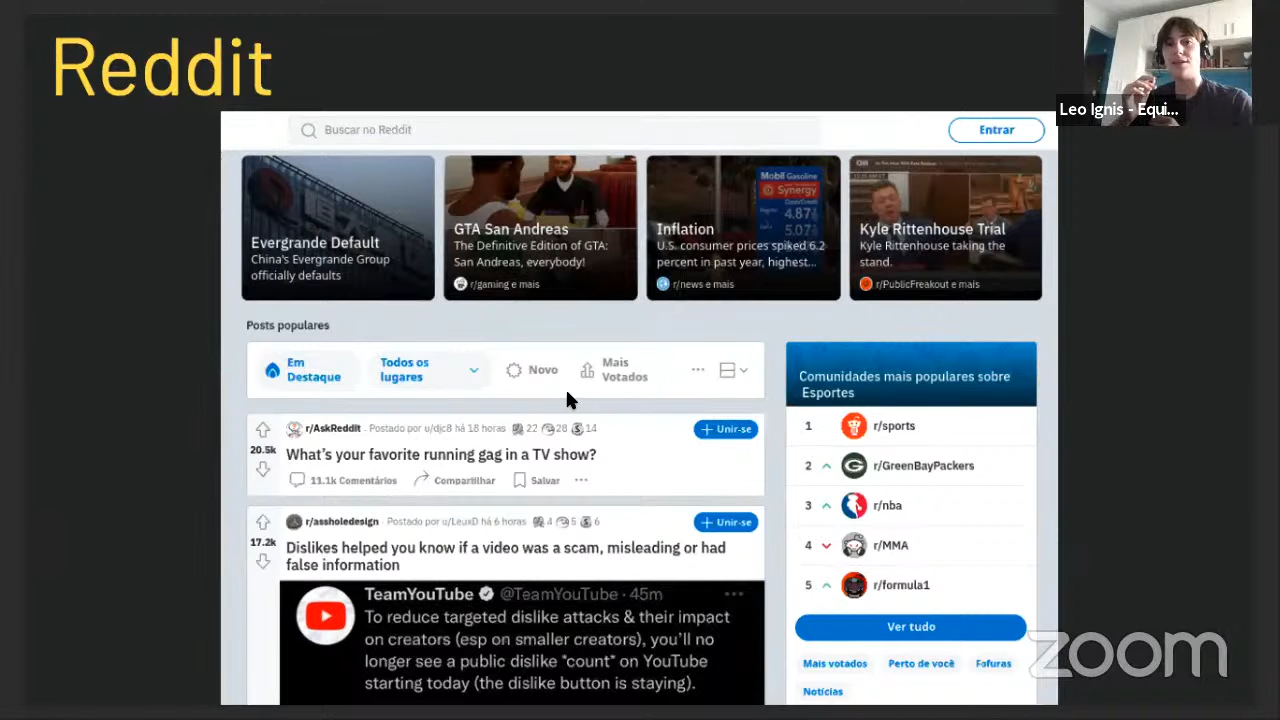 Reddit
Leo Ignis - Equi...
Buscar no Reddit
Entrar
Evergrande Default
China's Evergrande Group
officially defaults
GTA San Andreas
The Definitive Edition of GTA:
San Andreas, everybody!
r/gaming e mais
Mobil Gasoline
Synergy
4.87
5.07
Inflation
U.S. consumer prices spiked 6.2
percent in past year, highest...
r/news e mais
Kyle Rittenhouse Trial
Kyle Rittenhouse taking the
stand.
r/PublicFreakout e mais
Posts populares
Em
Destaque
Todos os
lugares
Novo
Mais
Votados
Comunidades mais populares sobre
Esportes
1 r/sports
2 r/GreenBayPackers
3 r/nba
4 r/MMA
5 r/formula1
Ver tudo
Mais votados Perto de você Fofuras
Notícias
r/AskReddit · Postado por u/djc8 há 18 horas 22 28 14
Unir-se
20.5k
What's your favorite running gag in a TV show?
11.1k Comentários Compartilhar Salvar
r/assholedesign · Postado por u/LeuxD há 6 horas 4 5 6
Unir-se
17.2k
Dislikes helped you know if a video was a scam, misleading or had
false information
TeamYouTube @TeamYouTube · 45m
To reduce targeted dislike attacks & their impact
on creators (esp on smaller creators), you'll no
longer see a public dislike *count* on YouTube
starting today (the dislike button is staying).
zoom